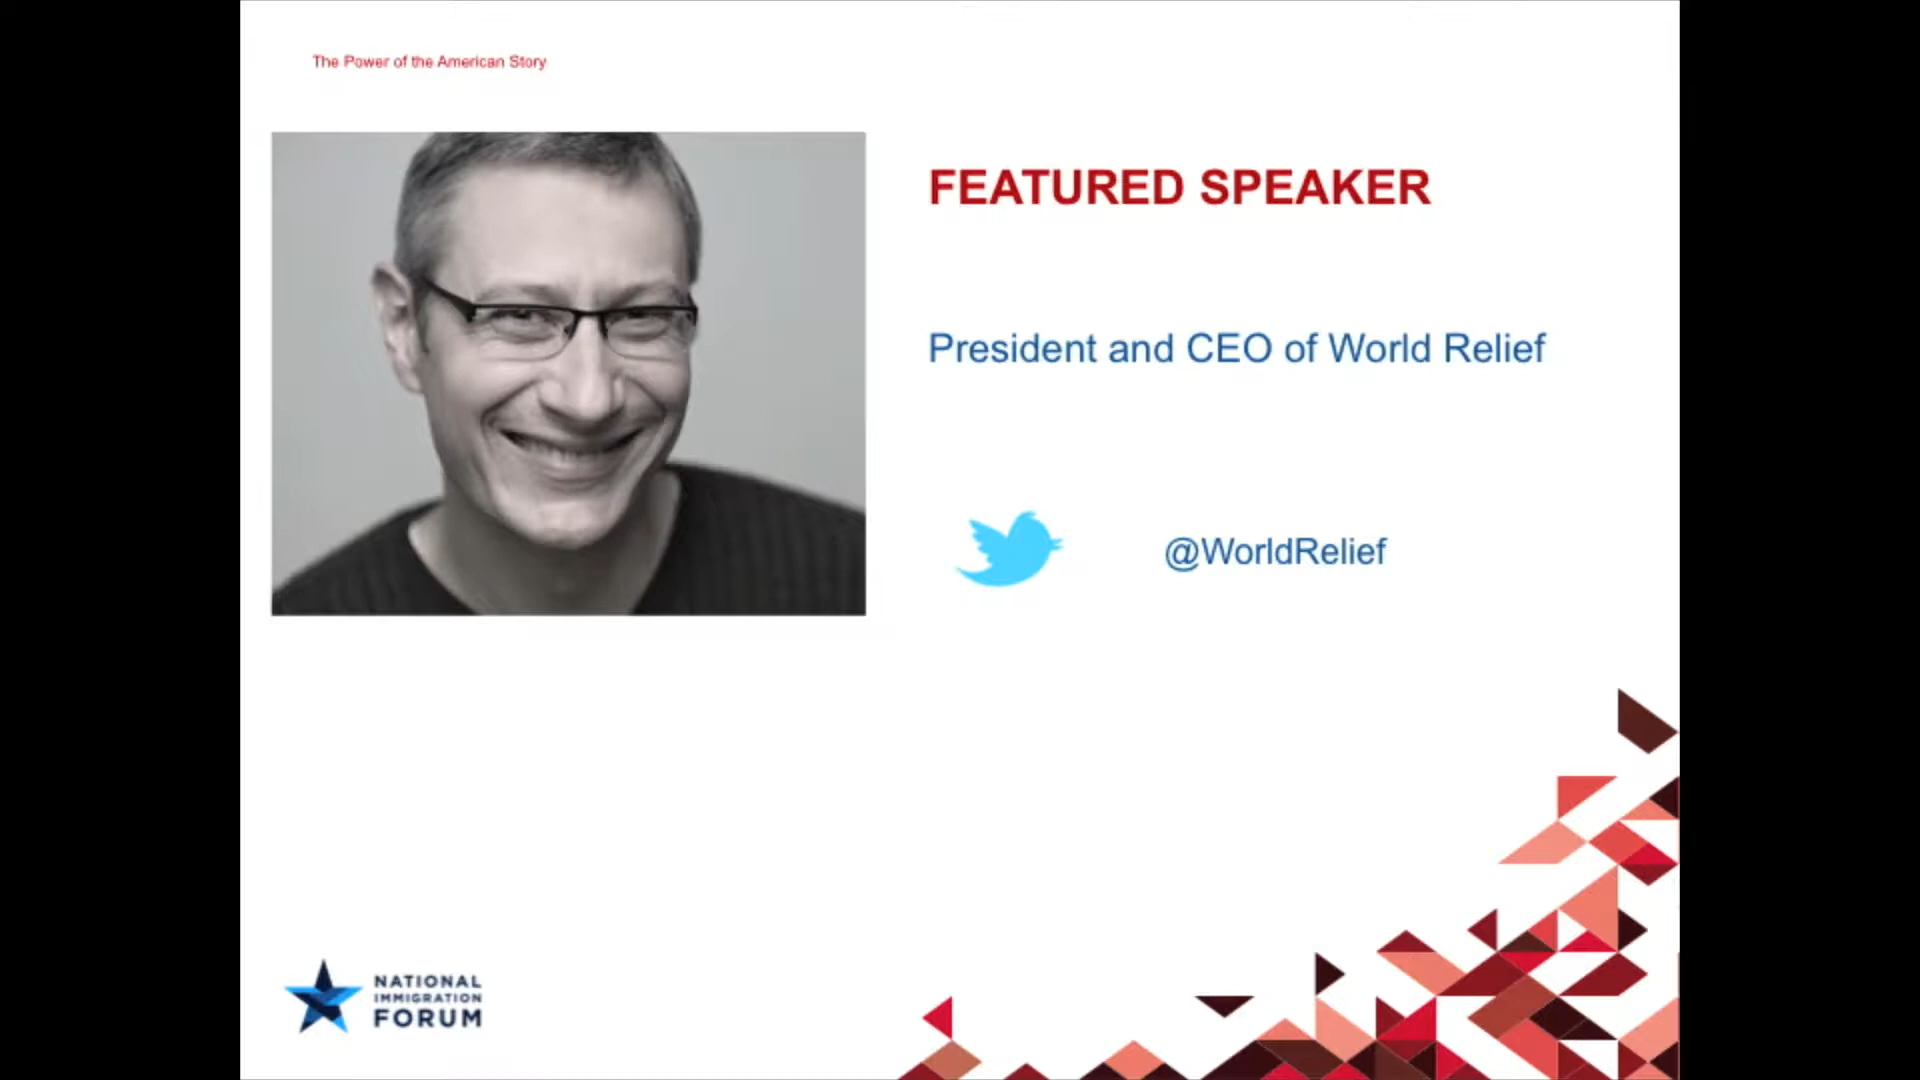 The Power of the American Story
FEATURED SPEAKER
President and CEO of World Relief
@WorldRelief
NATIONAL
IMMIGRATION
FORUM